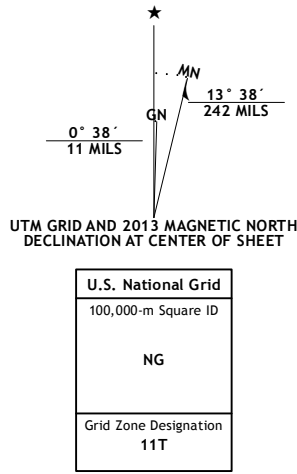 MN
GN
13° 38´
242 MILS
0° 38´
11 MILS
UTM GRID AND 2013 MAGNETIC NORTH
DECLINATION AT CENTER OF SHEET
U.S. National Grid
100,000-m Square ID
NG
Grid Zone Designation
11T